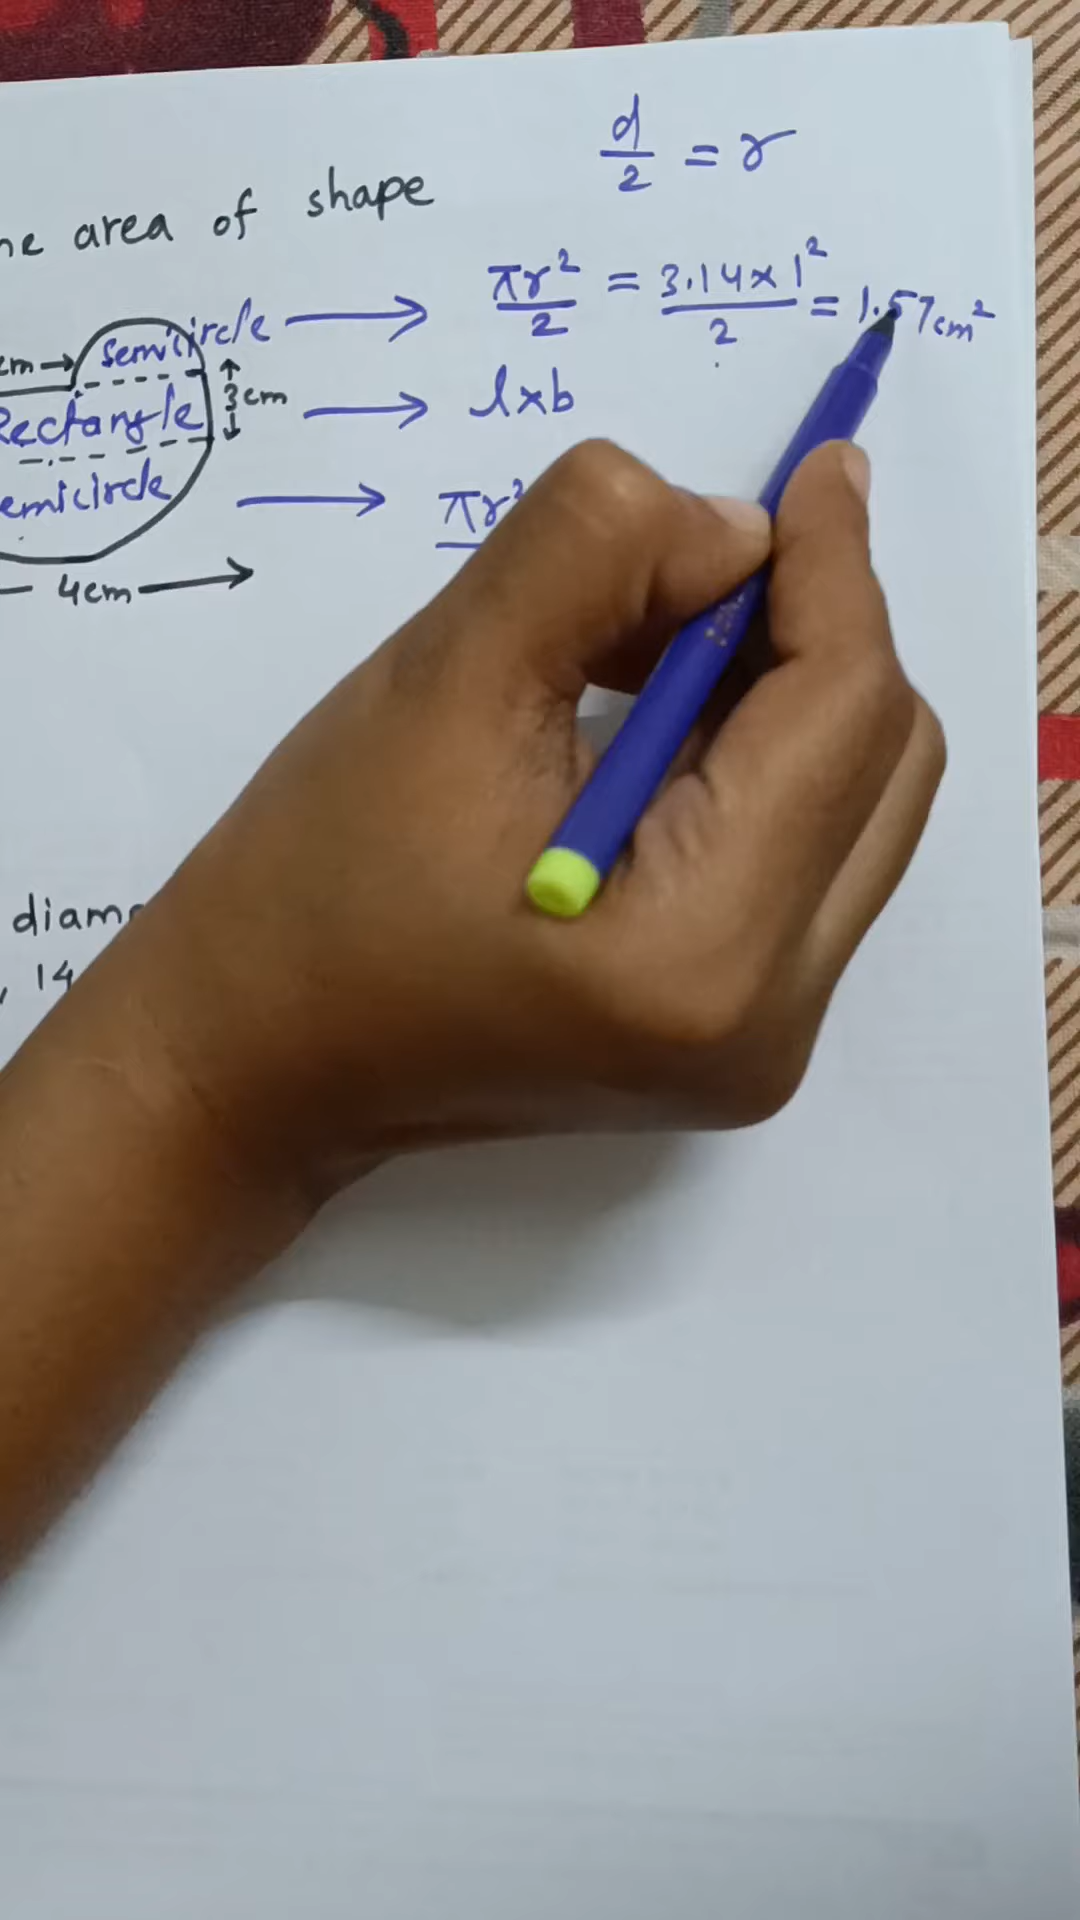 d/2 = r
area of shape
semicircle → πr²/2 = 3.14 x 1²/2 = 1.57cm²
cm →
Rectangle 3cm → l x b
emicircle → πr²
4cm →
diam
, 14